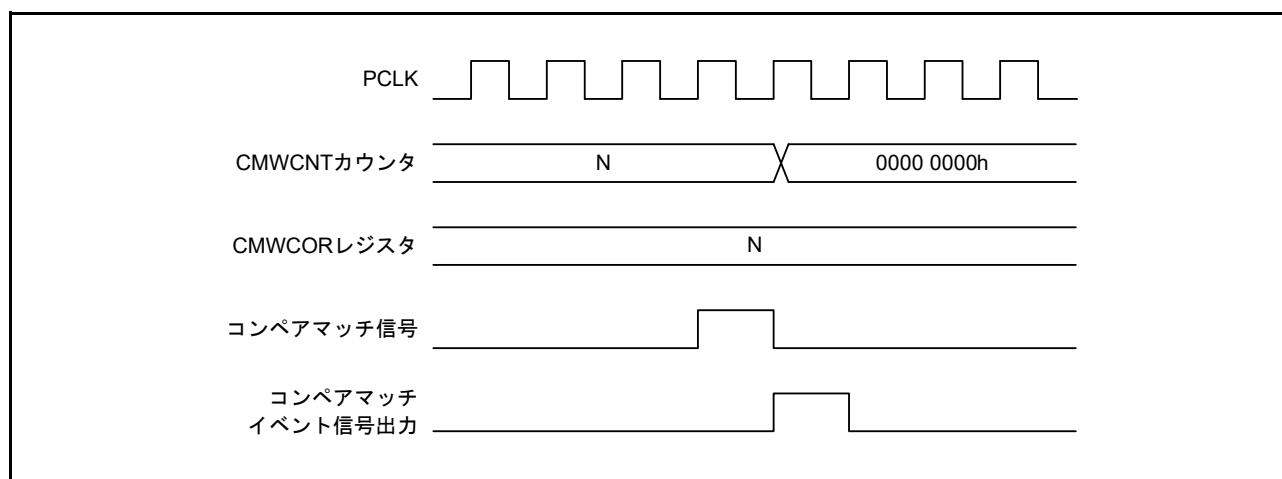 PCLK
CMWCNTカウンタ
N
0000 0000h
CMWCORレジスタ
N
コンペアマッチ信号
コンペアマッチ
イベント信号出力